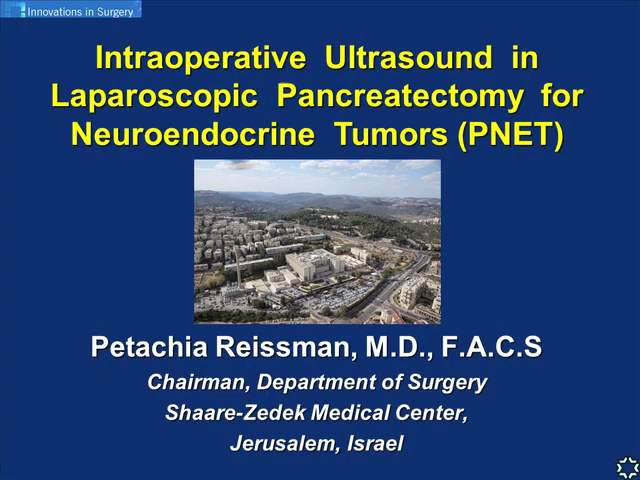 Innovations in Surgery
Intraoperative Ultrasound in
Laparoscopic Pancreatectomy for
Neuroendocrine Tumors (PNET)
Petachia Reissman, M.D., F.A.C.S
Chairman, Department of Surgery
Shaare-Zedek Medical Center,
Jerusalem, Israel